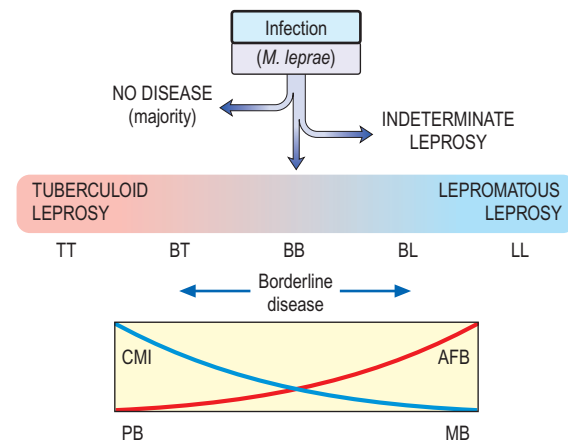 Infection
(M. leprae)
NO DISEASE
(majority)
INDETERMINATE
LEPROSY
TUBERCULOID
LEPROSY
LEPROMATOUS
LEPROSY
TT BT BB BL LL
Borderline
disease
CMI AFB
PB MB